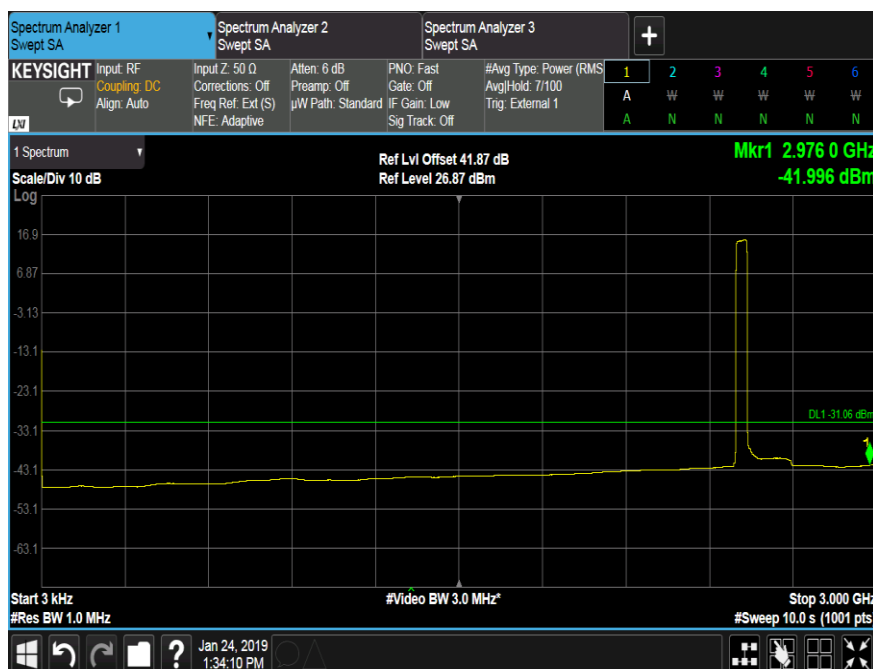 Spectrum Analyzer 1
Swept SA
Spectrum Analyzer 2
Swept SA
Spectrum Analyzer 3
Swept SA
+
KEYSIGHT
LXI
Input: RF
Coupling: DC
Align: Auto
Input Z: 50 Ω
Corrections: Off
Freq Ref: Ext (S)
NFE: Adaptive
Atten: 6 dB
Preamp: Off
µW Path: Standard
PNO: Fast
Gate: Off
IF Gain: Low
Sig Track: Off
#Avg Type: Power (RMS
Avg|Hold: 7/100
Trig: External 1
1 2 3 4 5 6
A W W W W W
A N N N N N
1 Spectrum
Scale/Div 10 dB
Ref Lvl Offset 41.87 dB
Ref Level 26.87 dBm
Mkr1 2.976 0 GHz
-41.996 dBm
Log
16.9
6.87
-3.13
-13.1
-23.1
-33.1
-43.1
-53.1
-63.1
DL1 -31.06 dBm
1
Start 3 kHz
#Res BW 1.0 MHz
#Video BW 3.0 MHz*
Stop 3.000 GHz
#Sweep 10.0 s (1001 pts)
?
Jan 24, 2019
1:34:10 PM